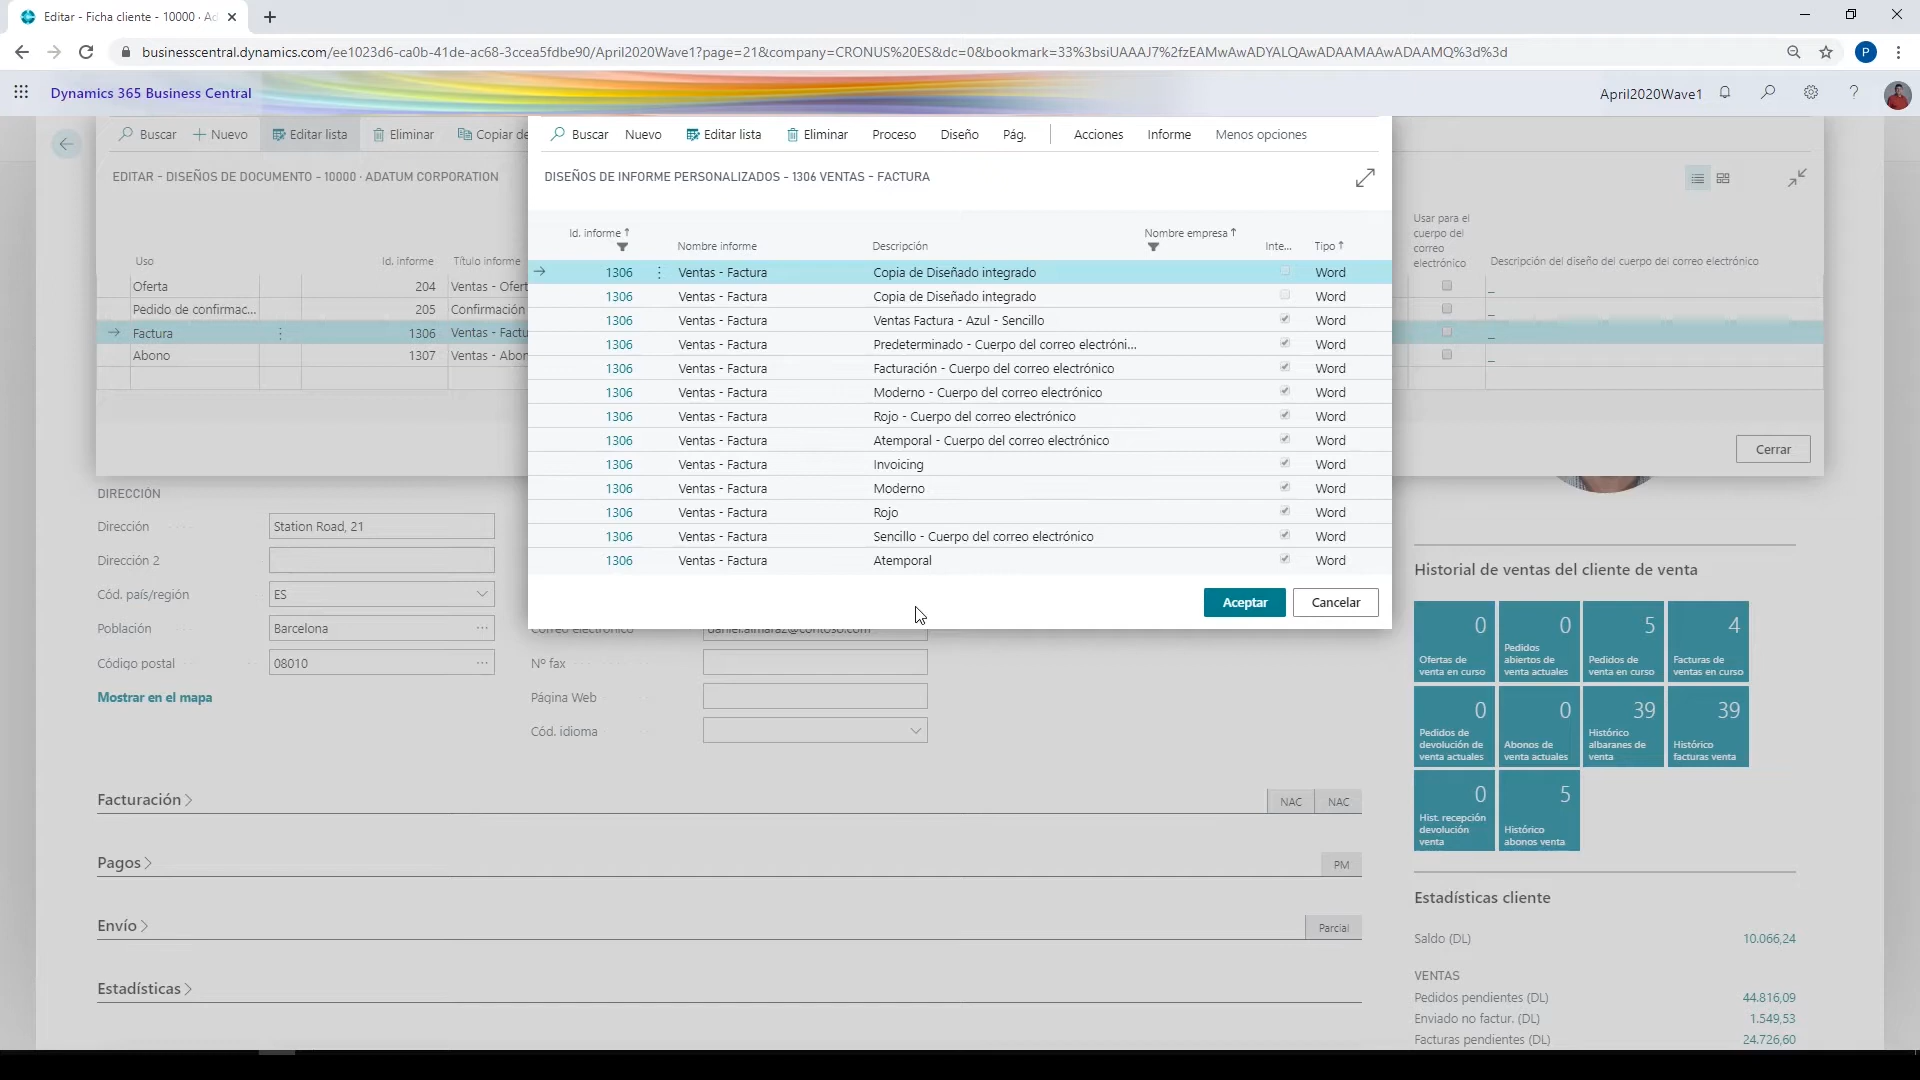 Editar - Ficha cliente - 10000 · Ad
businesscentral.dynamics.com/ee1023d6-ca0b-41de-ac68-3ccea5fdbe90/April2020Wave1?page=21&company=CRONUS%20ES&dc=0&bookmark=33%3bsiUAAAJ7%2fzEAMwAwADYALQAwADAAMAAwADAAMQ%3d%3d
P
Dynamics 365 Business Central
April2020Wave1
Buscar
Nuevo
Editar lista
Eliminar
Copiar de
Buscar
Nuevo
Editar lista
Eliminar
Proceso
Diseño
Pág.
Acciones
Informe
Menos opciones
EDITAR - DISEÑOS DE DOCUMENTO - 10000 · ADATUM CORPORATION
DISEÑOS DE INFORME PERSONALIZADOS - 1306 VENTAS - FACTURA
Uso Id. informe Título informe
Oferta 204 Ventas - Ofert
Pedido de confirmac... 205 Confirmación
Factura 1306 Ventas - Factu
Abono 1307 Ventas - Abon
Id. informe ↑ Nombre informe Descripción Nombre empresa ↑ Inte... Tipo ↑
1306 Ventas - Factura Copia de Diseñado integrado Word
1306 Ventas - Factura Copia de Diseñado integrado Word
1306 Ventas - Factura Ventas Factura - Azul - Sencillo Word
1306 Ventas - Factura Predeterminado - Cuerpo del correo electróni... Word
1306 Ventas - Factura Facturación - Cuerpo del correo electrónico Word
1306 Ventas - Factura Moderno - Cuerpo del correo electrónico Word
1306 Ventas - Factura Rojo - Cuerpo del correo electrónico Word
1306 Ventas - Factura Atemporal - Cuerpo del correo electrónico Word
1306 Ventas - Factura Invoicing Word
1306 Ventas - Factura Moderno Word
1306 Ventas - Factura Rojo Word
1306 Ventas - Factura Sencillo - Cuerpo del correo electrónico Word
1306 Ventas - Factura Atemporal Word
Aceptar
Cancelar
Usar para el
cuerpo del
correo
electrónico
Descripción del diseño del cuerpo del correo electrónico
Cerrar
DIRECCIÓN
Dirección Station Road, 21
Dirección 2
Cód. país/región ES
Población Barcelona
Código postal 08010
Mostrar en el mapa
Correo electrónico daniel.almaraz@contoso.com
Nº fax
Página Web
Cód. idioma
Facturación NAC NAC
Pagos PM
Envío Parcial
Estadísticas
Historial de ventas del cliente de venta
0
Ofertas de
venta en curso
0
Pedidos
abiertos de
venta actuales
5
Pedidos de
venta en curso
4
Facturas de
ventas en curso
0
Pedidos de
devolución de
venta actuales
0
Abonos de
venta actuales
39
Histórico
albaranes de
venta
39
Histórico
facturas venta
0
Hist. recepción
devolución
venta
5
Histórico
abonos venta
Estadísticas cliente
Saldo (DL) 10.066,24
VENTAS
Pedidos pendientes (DL) 44.816,09
Enviado no factur. (DL) 1.549,53
Facturas pendientes (DL) 24.726,60